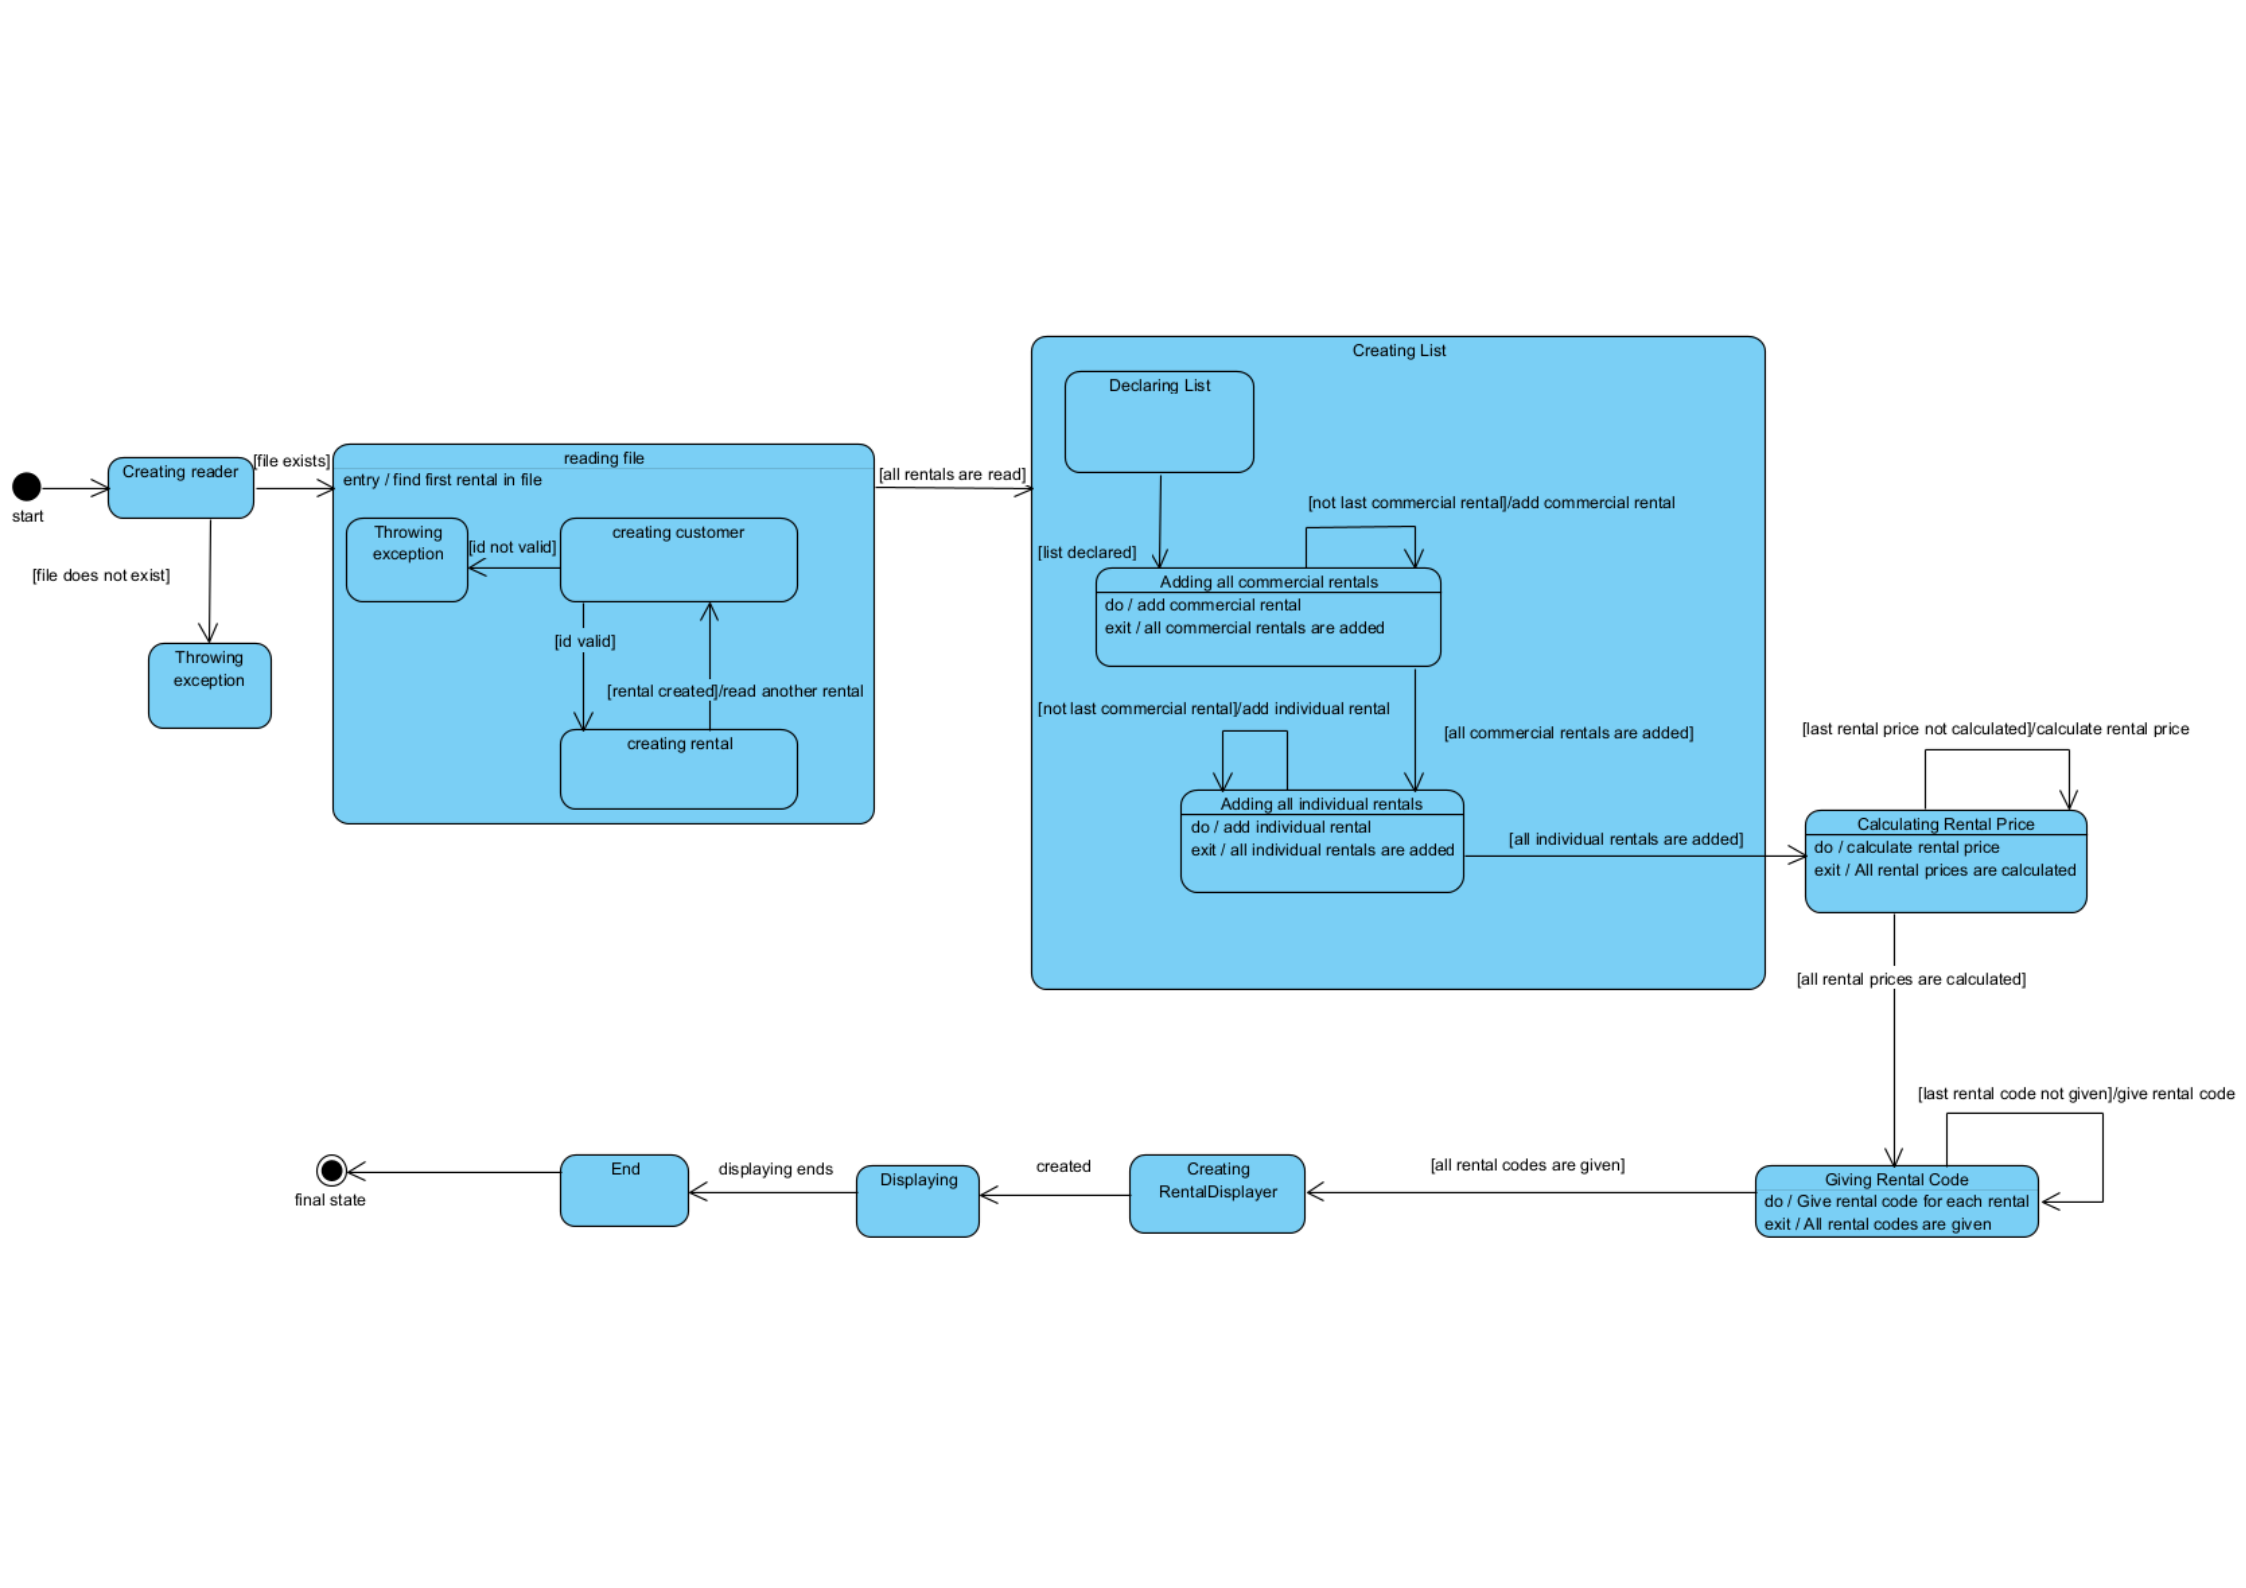 start
Creating reader
[file exists]
[file does not exist]
Throwing
exception
reading file
entry / find first rental in file
Throwing
exception
[id not valid]
creating customer
[id valid]
[rental created]/read another rental
creating rental
[all rentals are read]
Creating List
Declaring List
[list declared]
[not last commercial rental]/add commercial rental
Adding all commercial rentals
do / add commercial rental
exit / all commercial rentals are added
[not last commercial rental]/add individual rental
[all commercial rentals are added]
Adding all individual rentals
do / add individual rental
exit / all individual rentals are added
[all individual rentals are added]
[last rental price not calculated]/calculate rental price
Calculating Rental Price
do / calculate rental price
exit / All rental prices are calculated
[all rental prices are calculated]
[last rental code not given]/give rental code
Giving Rental Code
do / Give rental code for each rental
exit / All rental codes are given
[all rental codes are given]
Creating
RentalDisplayer
created
Displaying
displaying ends
End
final state